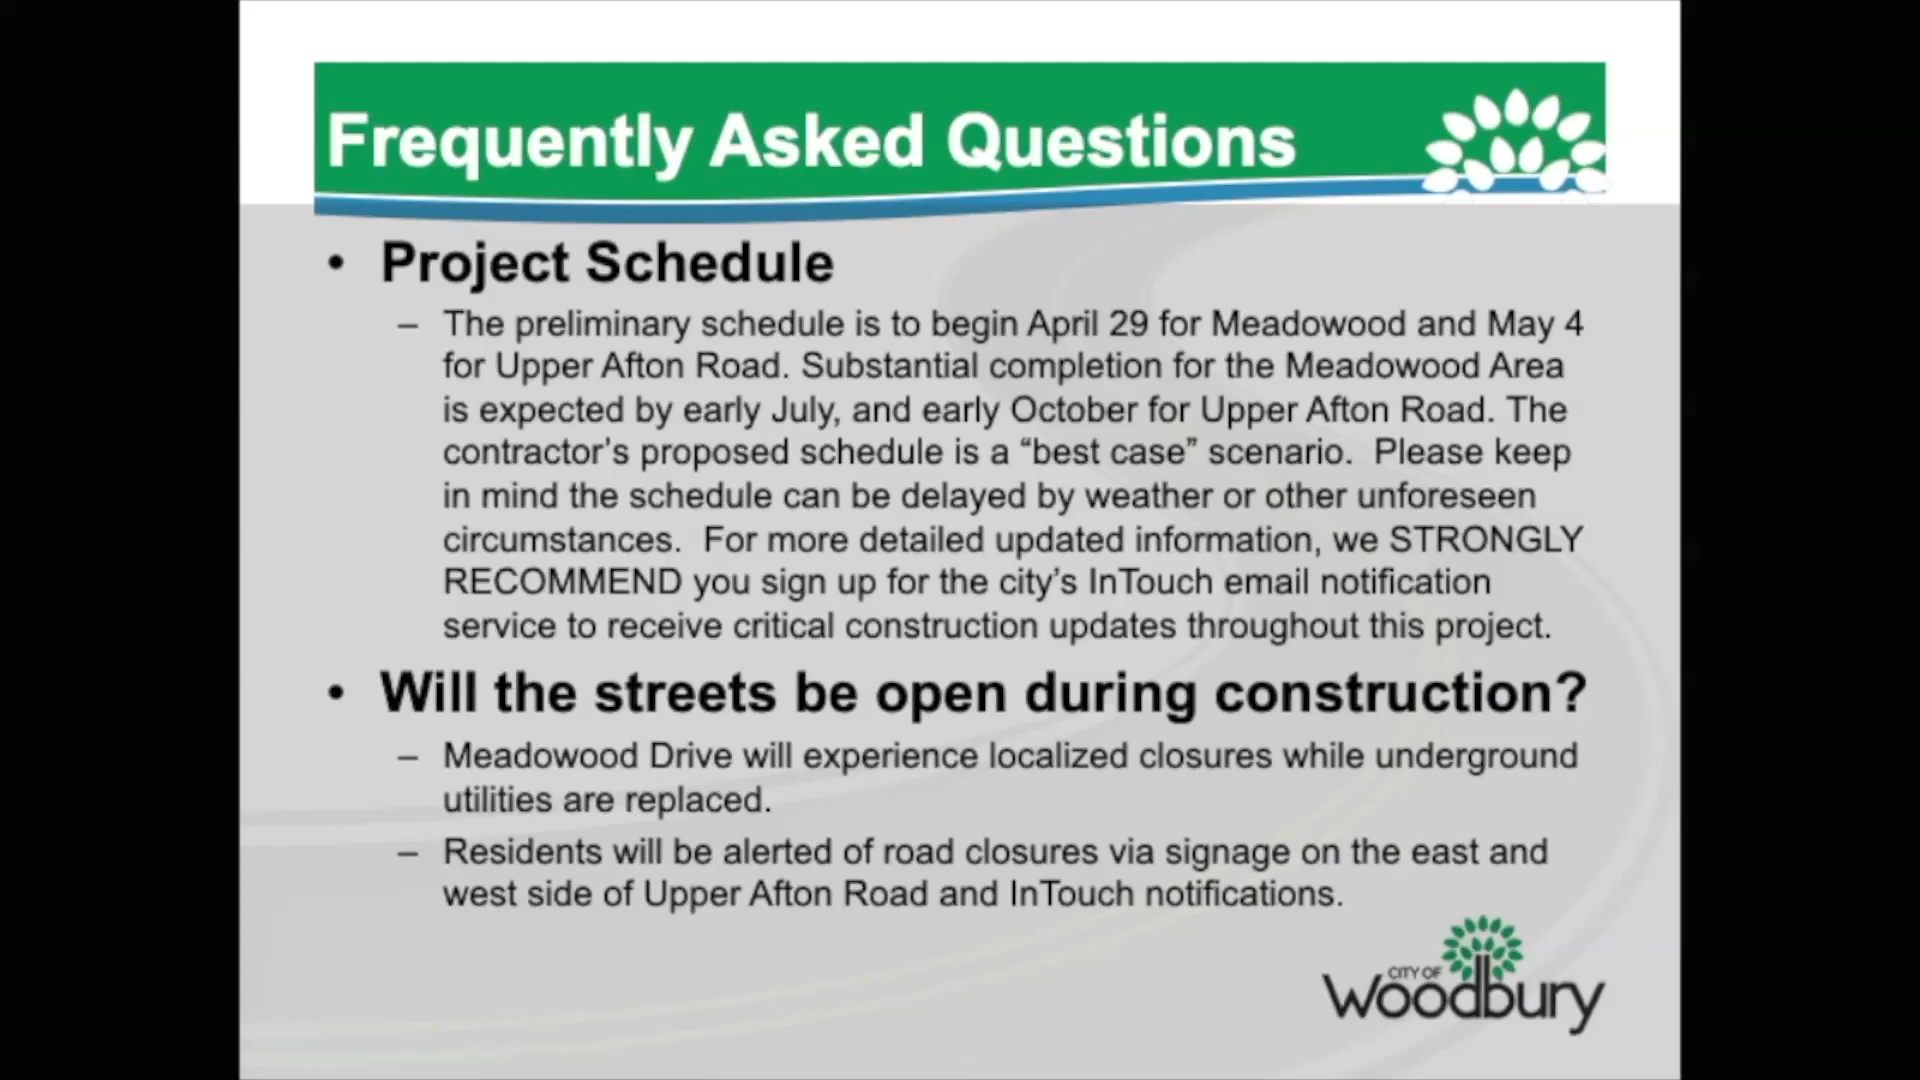 Frequently Asked Questions
• Project Schedule
– The preliminary schedule is to begin April 29 for Meadowood and May 4
for Upper Afton Road. Substantial completion for the Meadowood Area
is expected by early July, and early October for Upper Afton Road. The
contractor’s proposed schedule is a “best case” scenario.  Please keep
in mind the schedule can be delayed by weather or other unforeseen
circumstances.  For more detailed updated information, we STRONGLY
RECOMMEND you sign up for the city’s InTouch email notification
service to receive critical construction updates throughout this project.
• Will the streets be open during construction?
– Meadowood Drive will experience localized closures while underground
utilities are replaced.
– Residents will be alerted of road closures via signage on the east and
west side of Upper Afton Road and InTouch notifications.
CITY OF
Woodbury